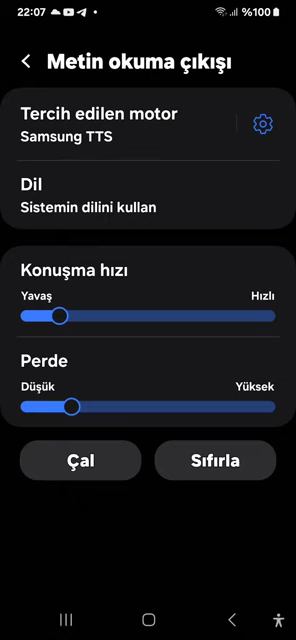 22:07 %100
Metin okuma çıkışı
Tercih edilen motor
Samsung TTS
Dil
Sistemin dilini kullan
Konuşma hızı
Yavaş Hızlı
Perde
Düşük Yüksek
Çal Sıfırla